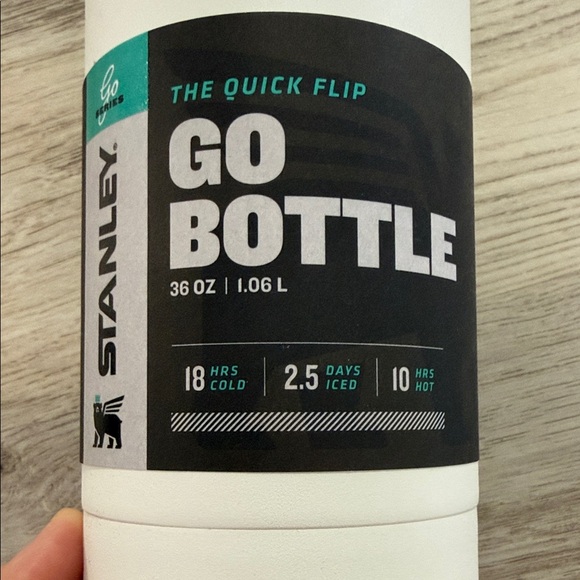 Go
SERIES
STANLEY®
THE QUICK FLIP
GO
BOTTLE
36 OZ | 1.06 L
18 HRS COLD
2.5 DAYS ICED
10 HRS HOT